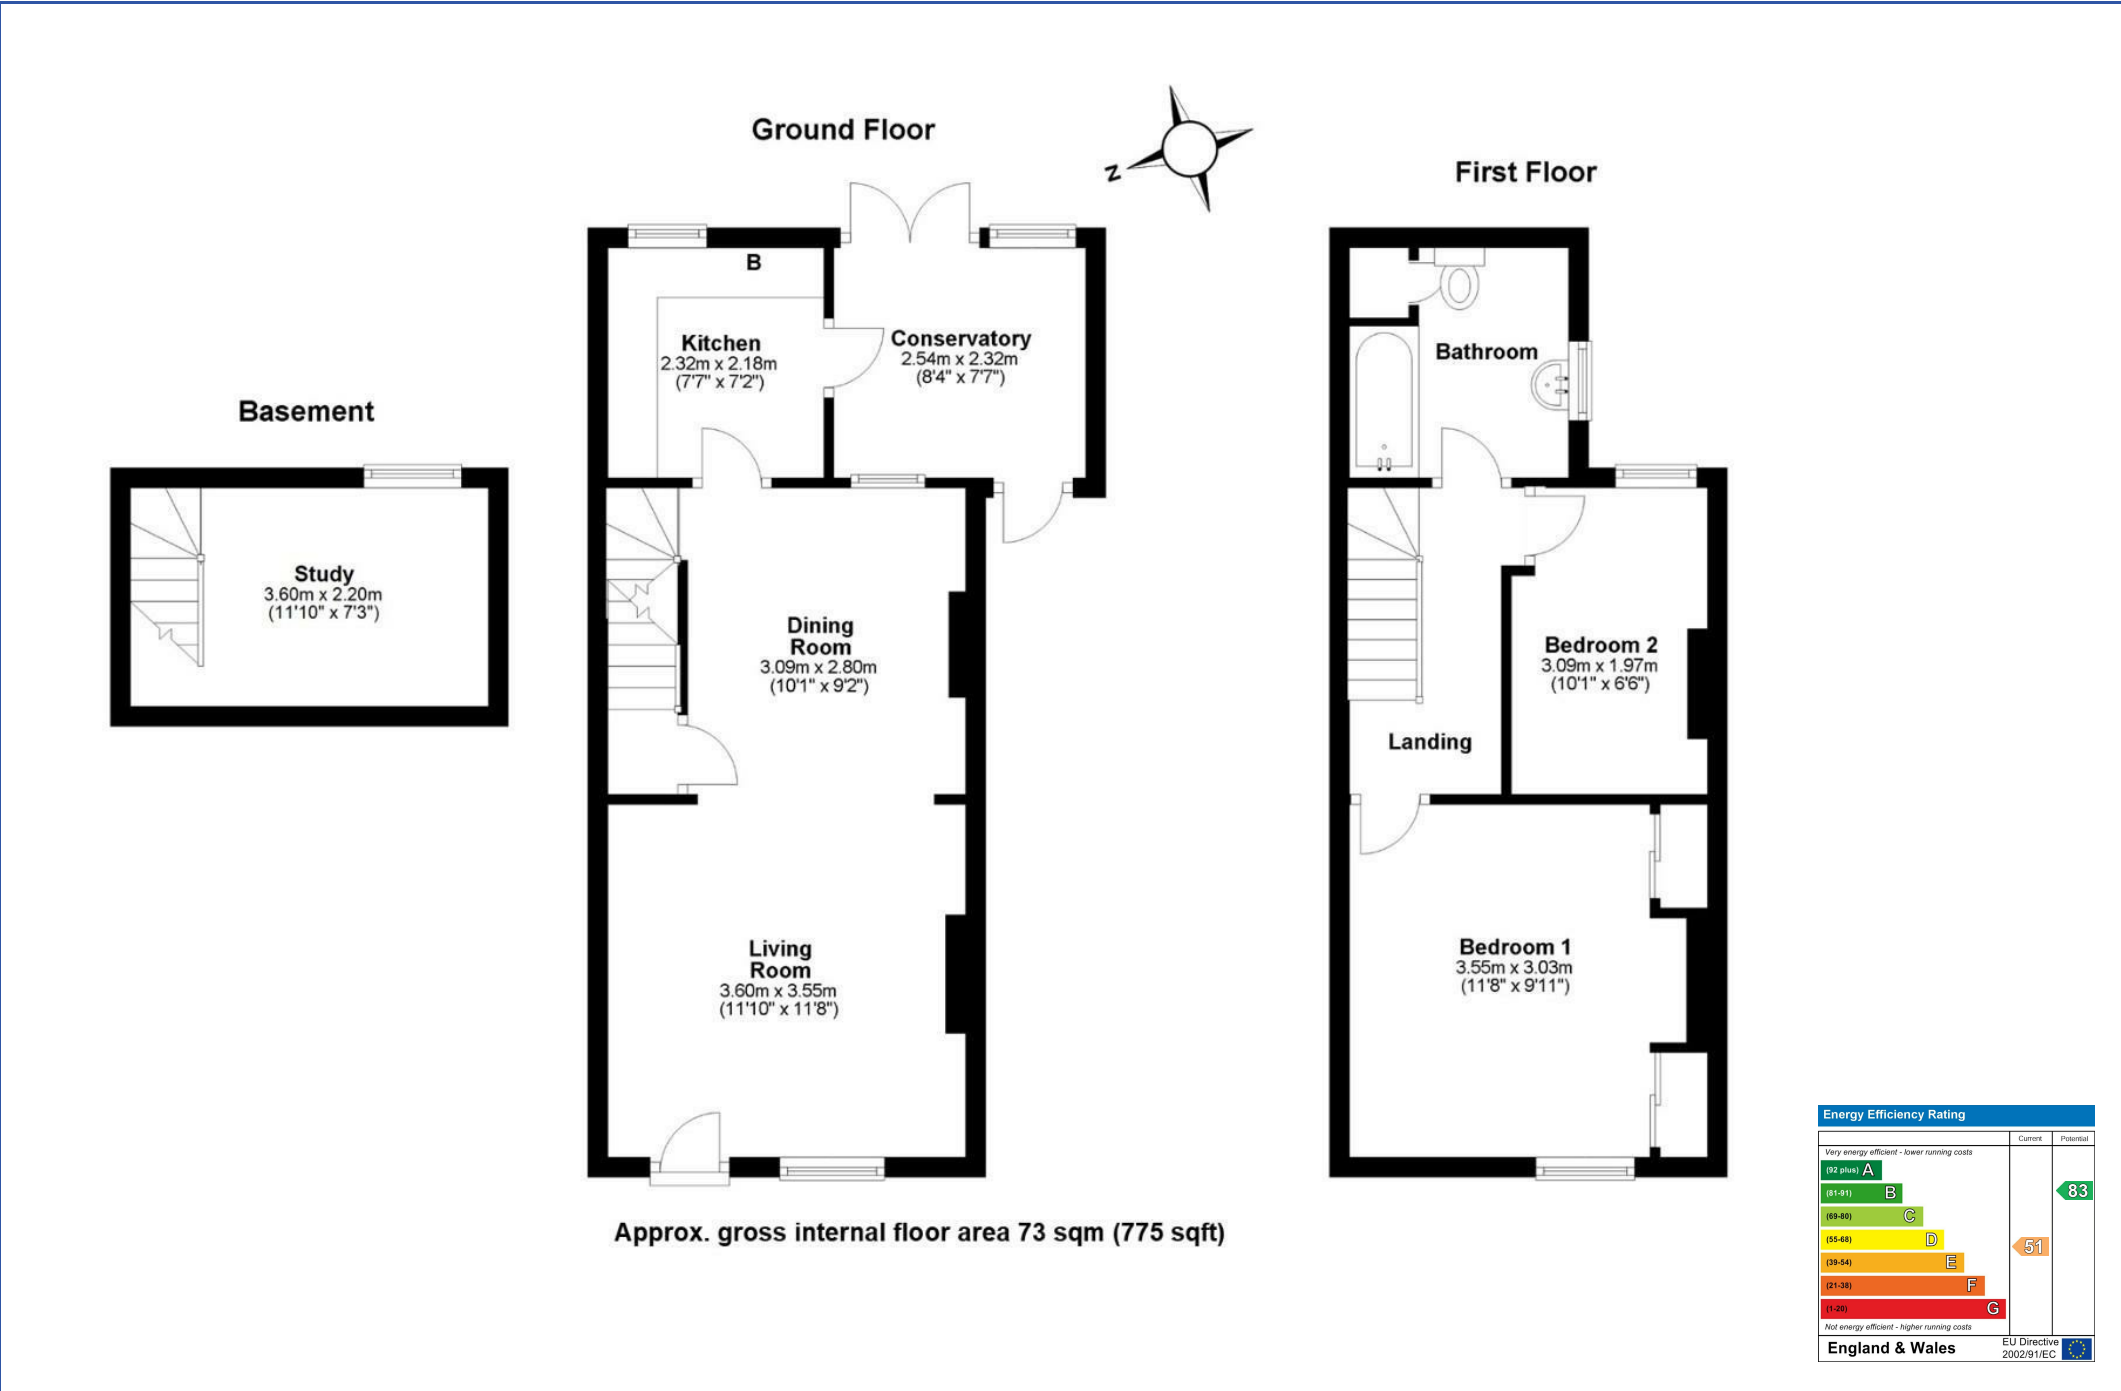 Ground Floor
N
First Floor
B
Kitchen
2.32m x 2.18m
(7'7" x 7'2")
Conservatory
2.54m x 2.32m
(8'4" x 7'7")
Bathroom
Basement
Study
3.60m x 2.20m
(11'10" x 7'3")
Dining
Room
3.09m x 2.80m
(10'1" x 9'2")
Bedroom 2
3.09m x 1.97m
(10'1" x 6'6")
Landing
Living
Room
3.60m x 3.55m
(11'10" x 11'8")
Bedroom 1
3.55m x 3.03m
(11'8" x 9'11")
Approx. gross internal floor area 73 sqm (775 sqft)
Energy Efficiency Rating
Current Potential
Very energy efficient - lower running costs
(92 plus) A
(81-91) B
83
(69-80) C
(55-68) D
51
(39-54) E
(21-38) F
(1-20) G
Not energy efficient - higher running costs
England & Wales
EU Directive
2002/91/EC